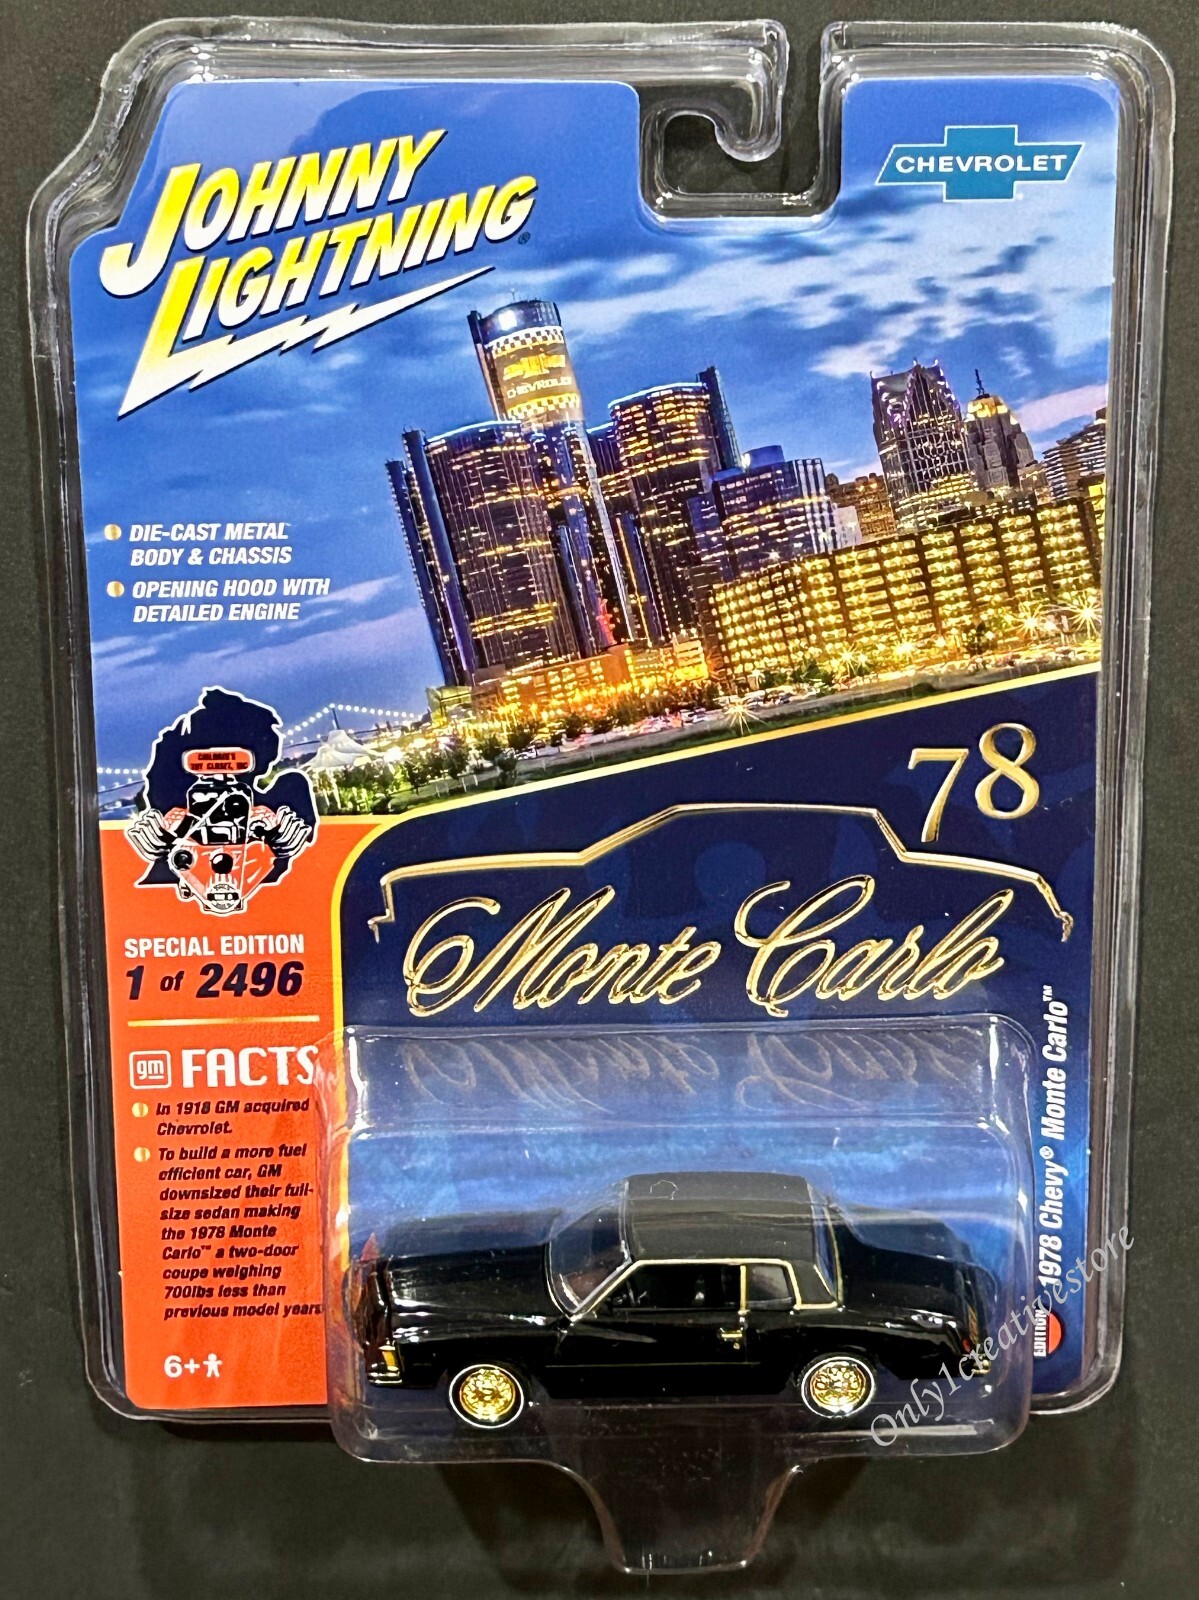 JOHNNY
LIGHTNING®
CHEVROLET
CHEVROLET
DIE-CAST METAL
BODY & CHASSIS
OPENING HOOD WITH
DETAILED ENGINE
78
Monte Carlo
SPECIAL EDITION
1 of 2496
gm FACTS
In 1918 GM acquired
Chevrolet.
To build a more fuel
efficient car, GM
downsized their full-
size sedan making
the 1978 Monte
Carlo™ a two-door
coupe weighing
700lbs less than
previous model years
6+
1978 Chevy® Monte Carlo™
EDITION
Only1creativestore